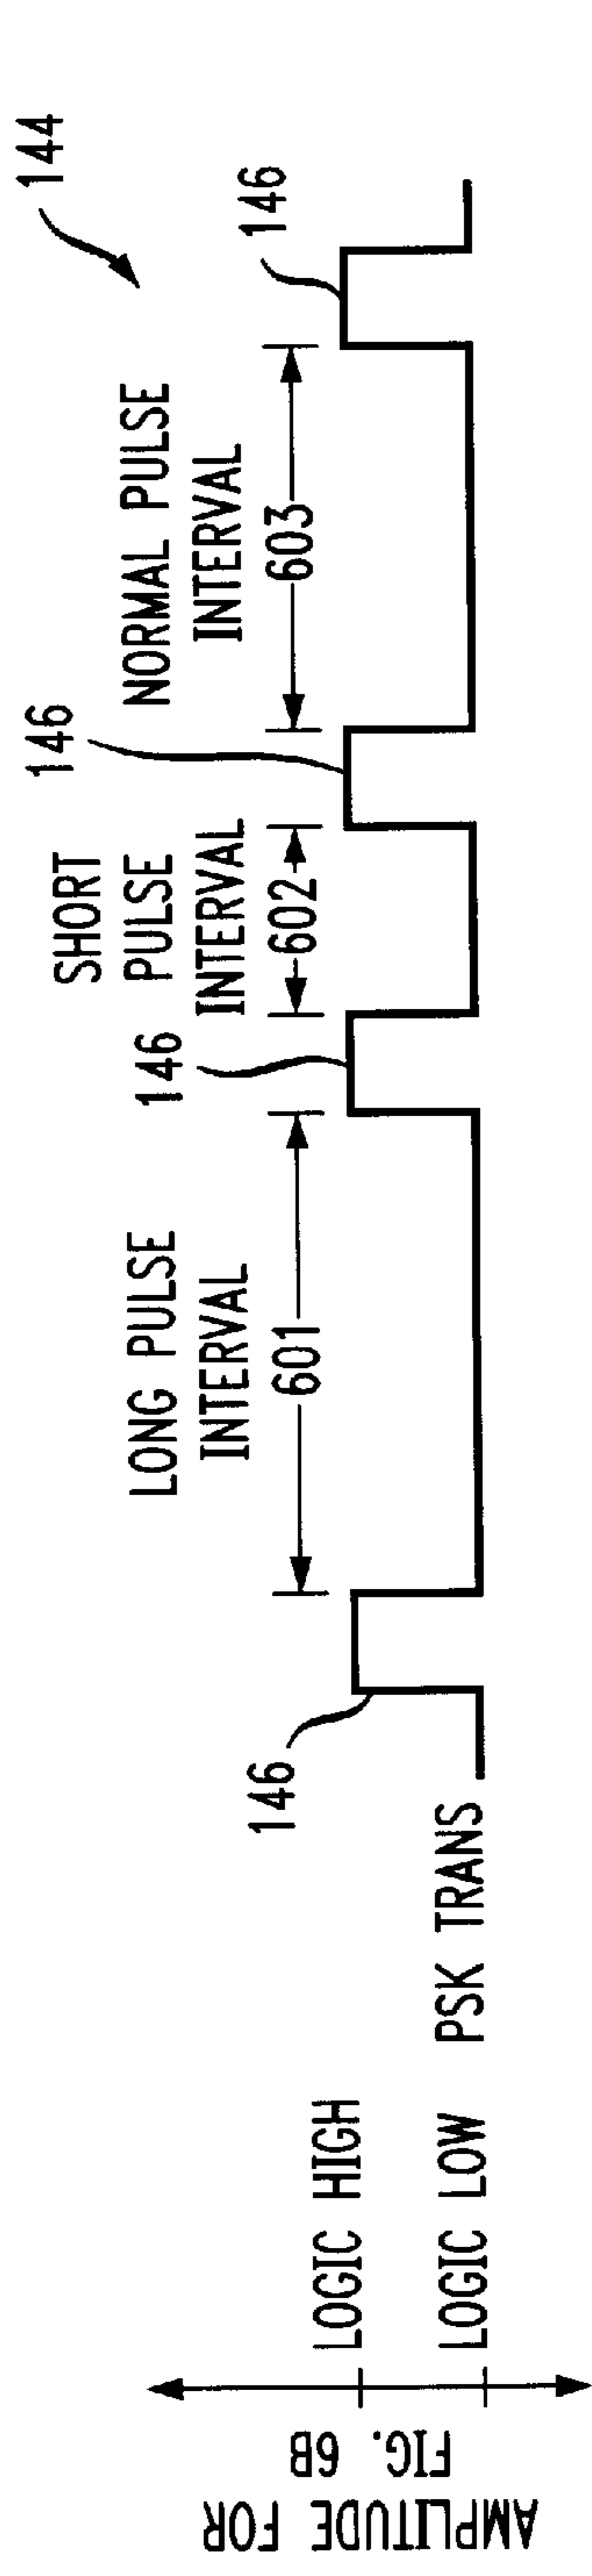 144
146
NORMAL PULSE
INTERVAL
603
146
SHORT
PULSE
INTERVAL
602
146
LONG PULSE
INTERVAL
601
146
PSK TRANS
LOGIC HIGH
LOGIC LOW
FIG. 6B
AMPLITUDE FOR